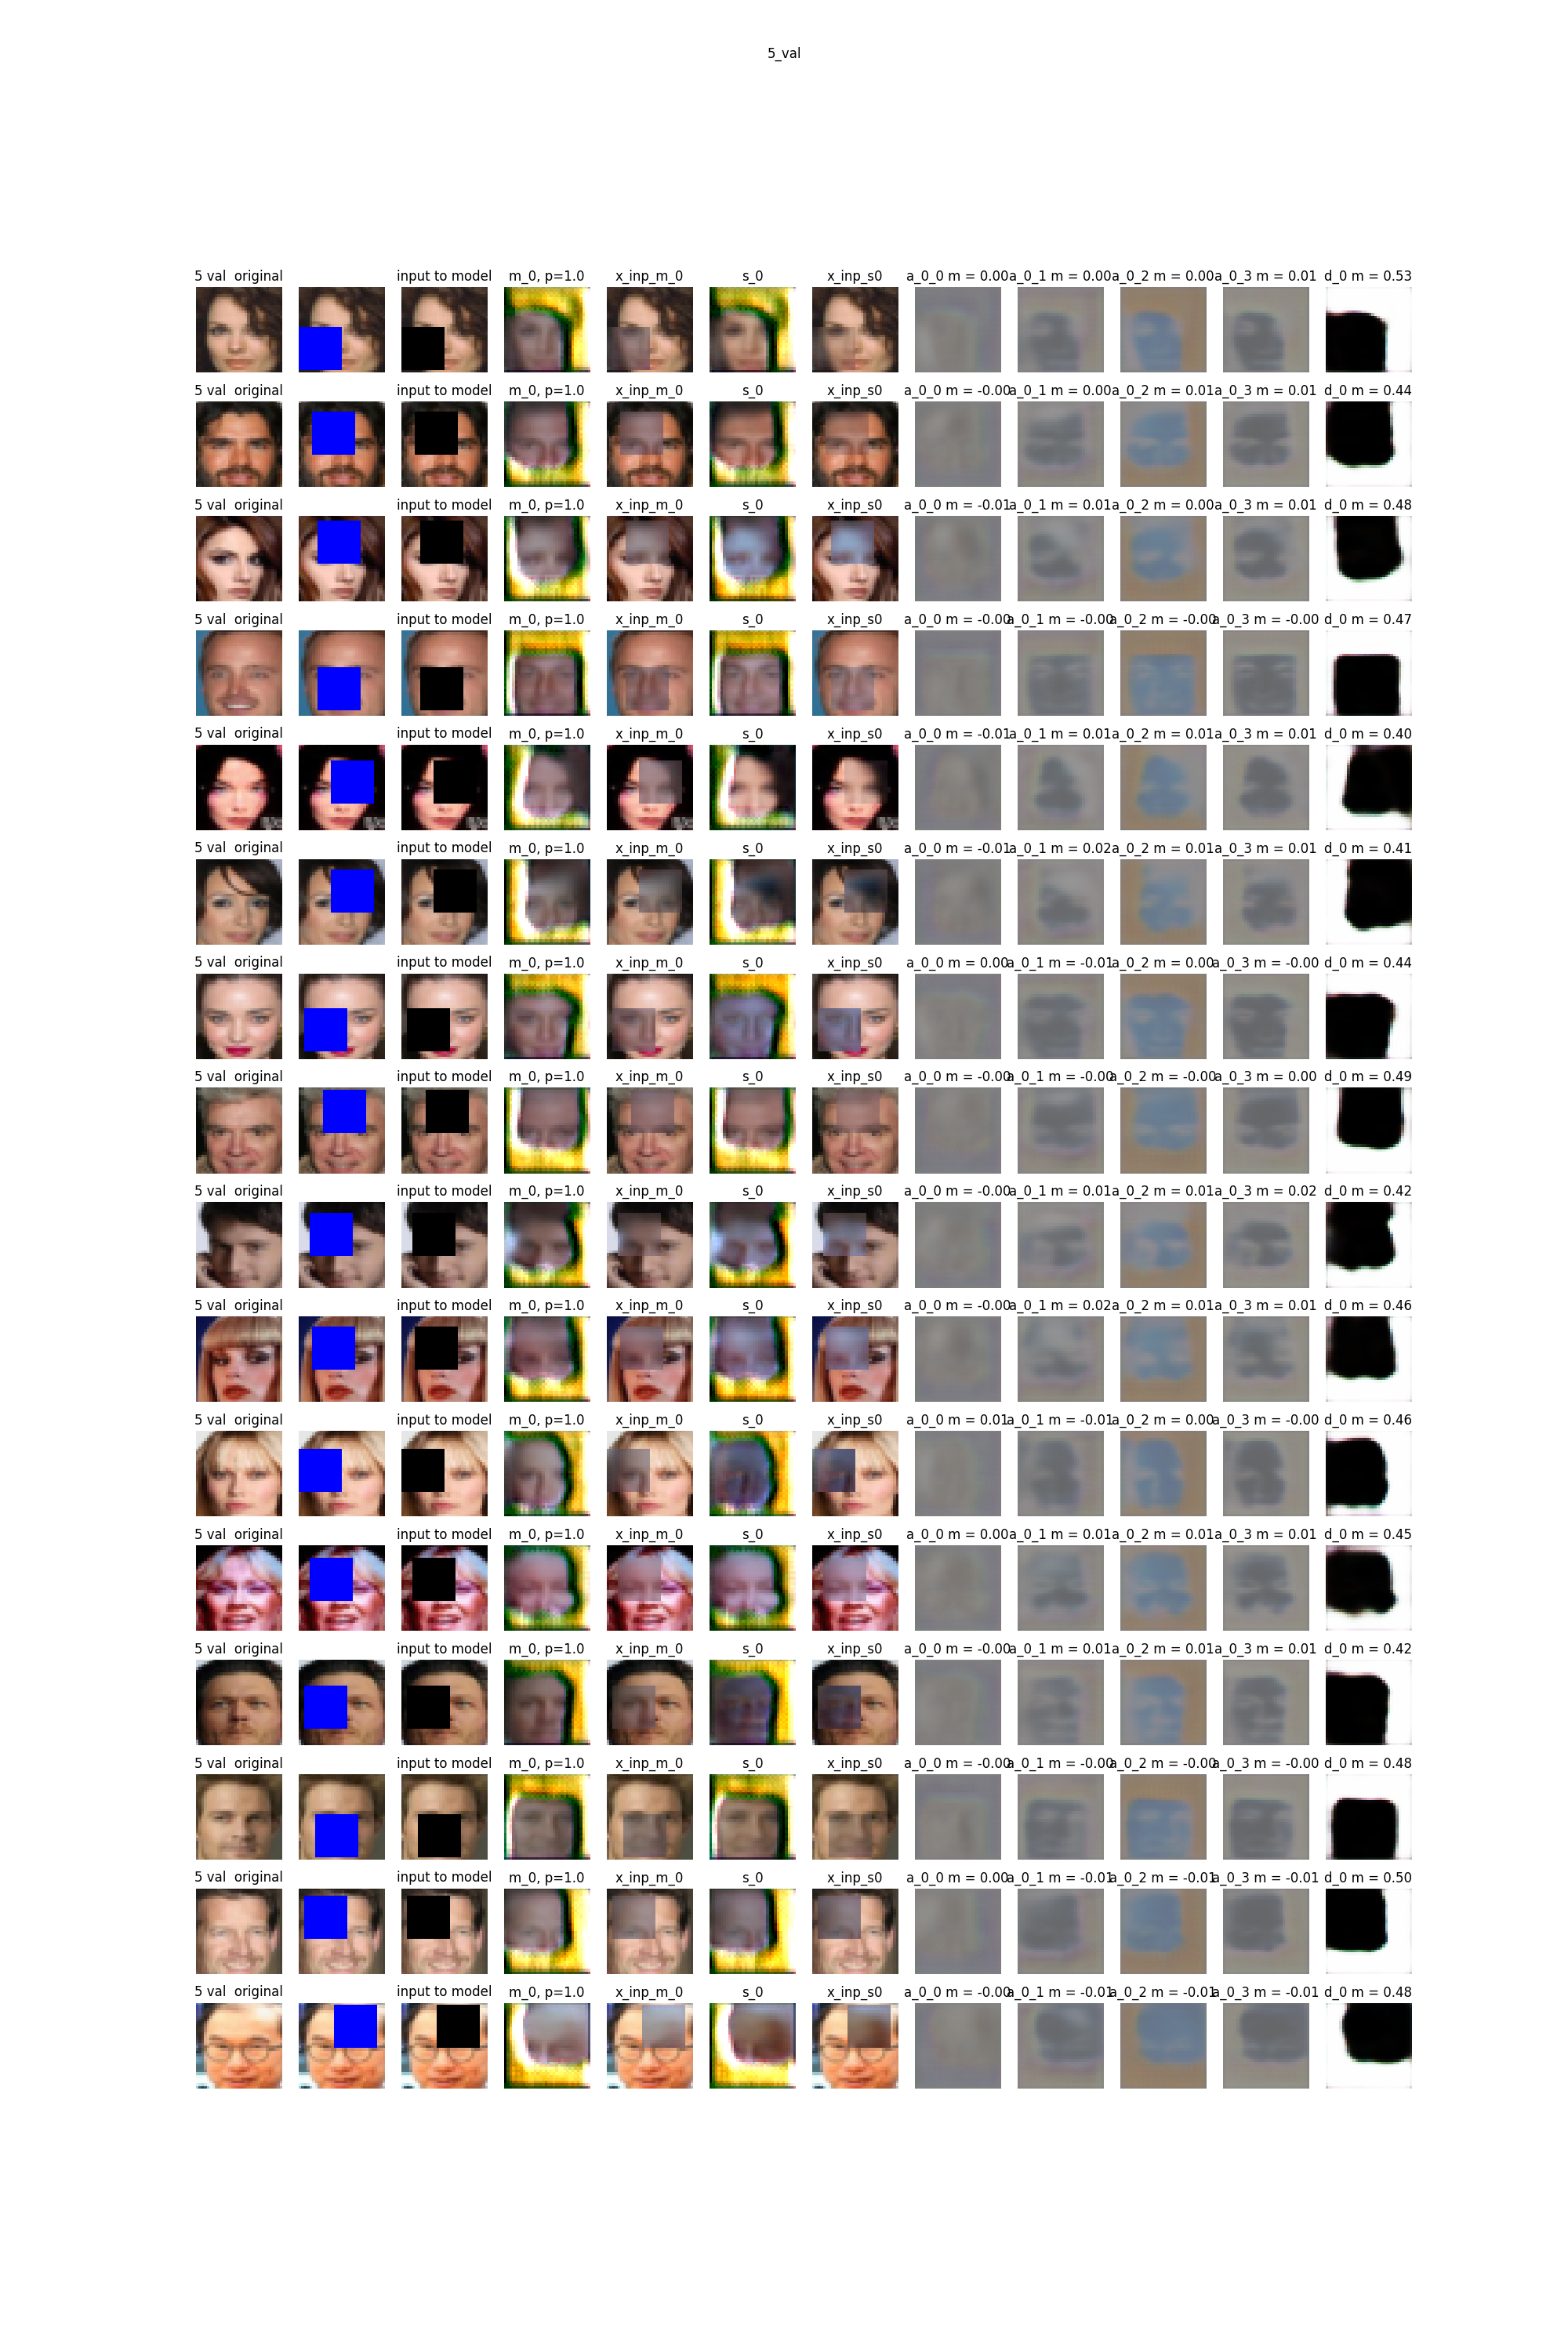 5_val
5 val original input to model m_0, p=1.0 x_inp_m_0 s_0 x_inp_s0 a_0_0 m = 0.00 a_0_1 m = 0.00 a_0_2 m = 0.00 a_0_3 m = 0.01 d_0 m = 0.53
5 val original input to model m_0, p=1.0 x_inp_m_0 s_0 x_inp_s0 a_0_0 m = -0.00 a_0_1 m = 0.00 a_0_2 m = 0.01 a_0_3 m = 0.01 d_0 m = 0.44
5 val original input to model m_0, p=1.0 x_inp_m_0 s_0 x_inp_s0 a_0_0 m = -0.01 a_0_1 m = 0.01 a_0_2 m = 0.00 a_0_3 m = 0.01 d_0 m = 0.48
5 val original input to model m_0, p=1.0 x_inp_m_0 s_0 x_inp_s0 a_0_0 m = -0.00 a_0_1 m = -0.00 a_0_2 m = -0.00 a_0_3 m = -0.00 d_0 m = 0.47
5 val original input to model m_0, p=1.0 x_inp_m_0 s_0 x_inp_s0 a_0_0 m = -0.01 a_0_1 m = 0.01 a_0_2 m = 0.01 a_0_3 m = 0.01 d_0 m = 0.40
5 val original input to model m_0, p=1.0 x_inp_m_0 s_0 x_inp_s0 a_0_0 m = -0.01 a_0_1 m = 0.02 a_0_2 m = 0.01 a_0_3 m = 0.01 d_0 m = 0.41
5 val original input to model m_0, p=1.0 x_inp_m_0 s_0 x_inp_s0 a_0_0 m = 0.00 a_0_1 m = -0.01 a_0_2 m = 0.00 a_0_3 m = -0.00 d_0 m = 0.44
5 val original input to model m_0, p=1.0 x_inp_m_0 s_0 x_inp_s0 a_0_0 m = -0.00 a_0_1 m = -0.00 a_0_2 m = -0.00 a_0_3 m = 0.00 d_0 m = 0.49
5 val original input to model m_0, p=1.0 x_inp_m_0 s_0 x_inp_s0 a_0_0 m = -0.00 a_0_1 m = 0.01 a_0_2 m = 0.01 a_0_3 m = 0.02 d_0 m = 0.42
5 val original input to model m_0, p=1.0 x_inp_m_0 s_0 x_inp_s0 a_0_0 m = -0.00 a_0_1 m = 0.02 a_0_2 m = 0.01 a_0_3 m = 0.01 d_0 m = 0.46
5 val original input to model m_0, p=1.0 x_inp_m_0 s_0 x_inp_s0 a_0_0 m = 0.01 a_0_1 m = -0.01 a_0_2 m = 0.00 a_0_3 m = -0.00 d_0 m = 0.46
5 val original input to model m_0, p=1.0 x_inp_m_0 s_0 x_inp_s0 a_0_0 m = 0.00 a_0_1 m = 0.01 a_0_2 m = 0.01 a_0_3 m = 0.01 d_0 m = 0.45
5 val original input to model m_0, p=1.0 x_inp_m_0 s_0 x_inp_s0 a_0_0 m = -0.00 a_0_1 m = 0.01 a_0_2 m = 0.01 a_0_3 m = 0.01 d_0 m = 0.42
5 val original input to model m_0, p=1.0 x_inp_m_0 s_0 x_inp_s0 a_0_0 m = -0.00 a_0_1 m = -0.00 a_0_2 m = -0.00 a_0_3 m = -0.00 d_0 m = 0.48
5 val original input to model m_0, p=1.0 x_inp_m_0 s_0 x_inp_s0 a_0_0 m = 0.00 a_0_1 m = -0.01 a_0_2 m = -0.01 a_0_3 m = -0.01 d_0 m = 0.50
5 val original input to model m_0, p=1.0 x_inp_m_0 s_0 x_inp_s0 a_0_0 m = -0.00 a_0_1 m = -0.01 a_0_2 m = -0.01 a_0_3 m = -0.01 d_0 m = 0.48